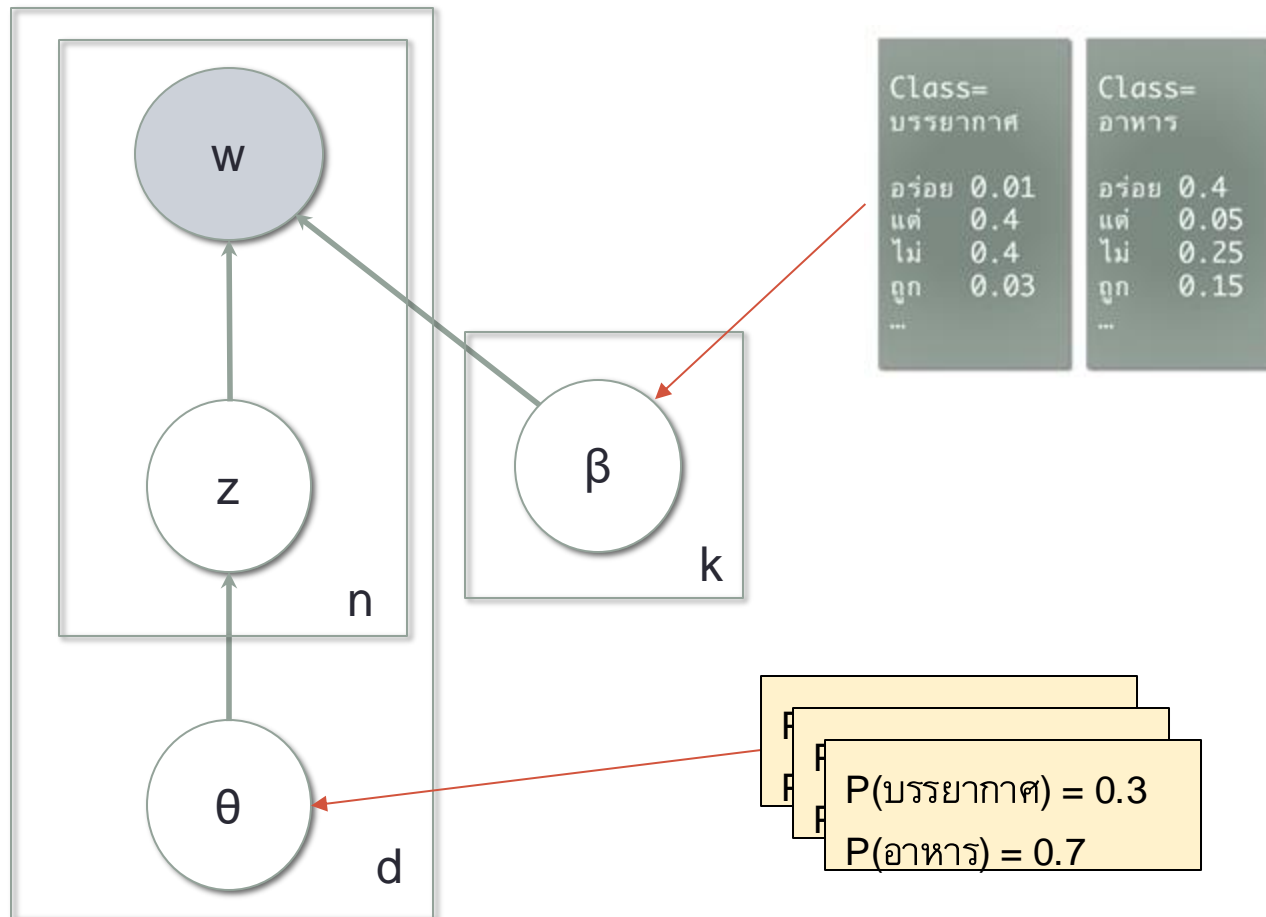 w
z
n
θ
d
β
k
Class=
บรรยากาศ
อร่อย 0.01
แต่ 0.4
ไม่ 0.4
ถูก 0.03
…
Class=
อาหาร
อร่อย 0.4
แต่ 0.05
ไม่ 0.25
ถูก 0.15
…
P(บรรยากาศ) = 0.3
P(อาหาร) = 0.7